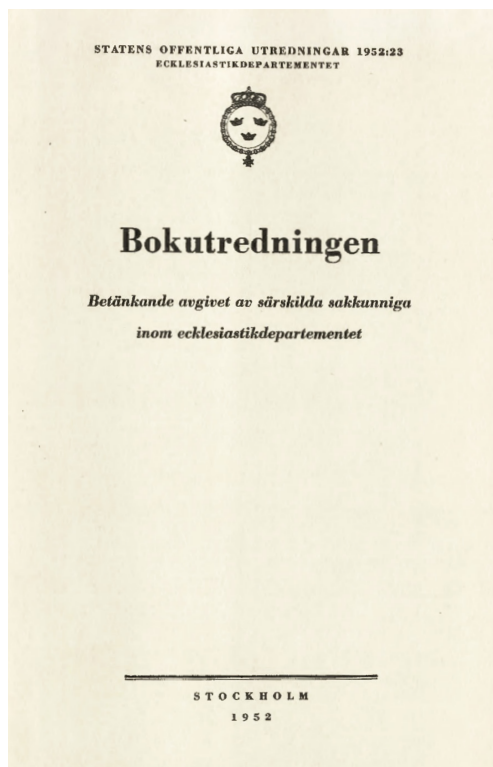 STATENS OFFENTLIGA UTREDNINGAR 1952:23
ECKLESIASTIKDEPARTEMENTET
Bokutredningen
Betänkande avgivet av särskilda sakkunniga
inom ecklesiastikdepartementet
STOCKHOLM
1952